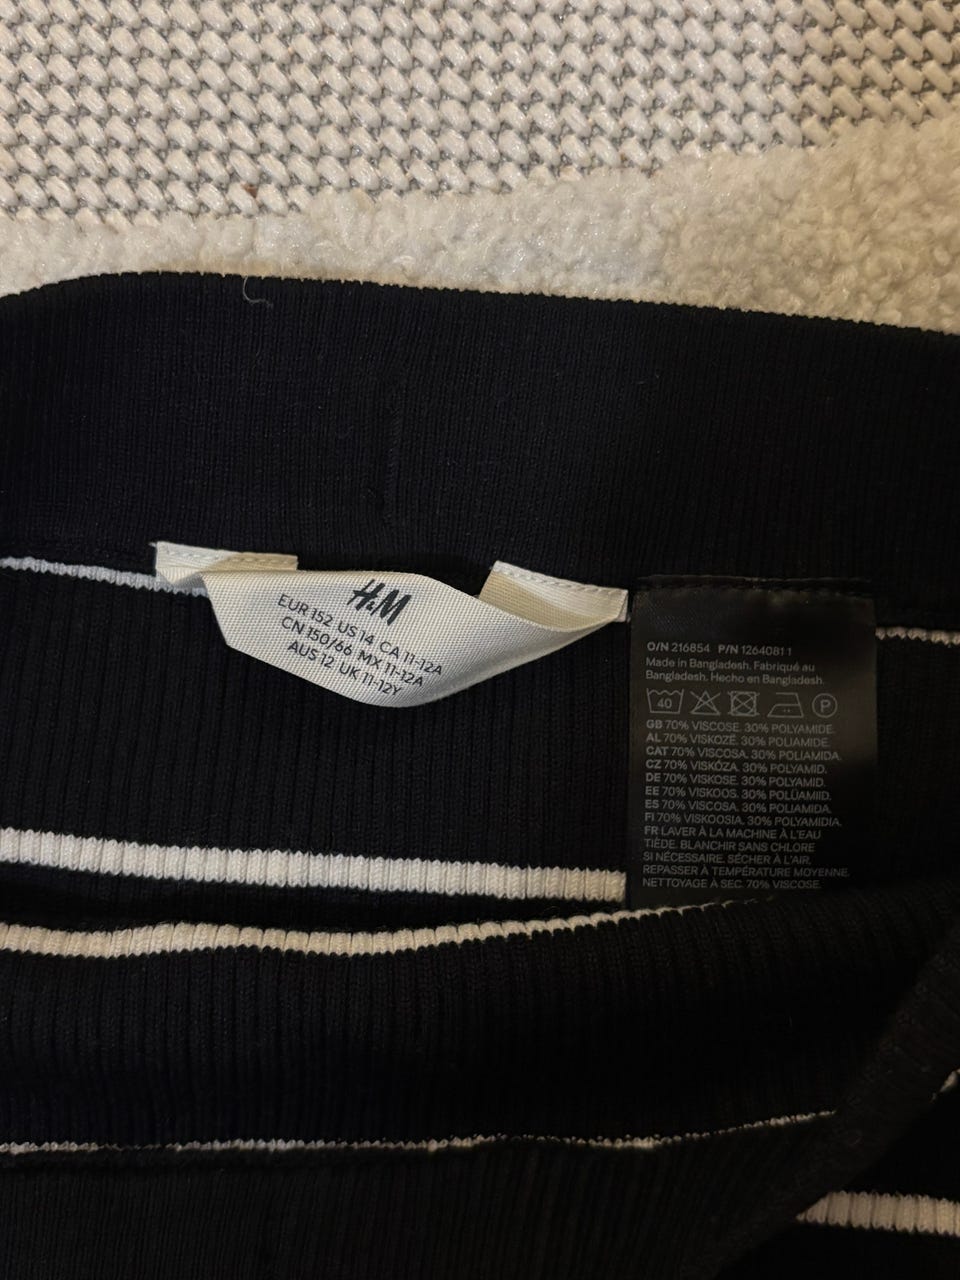 H&M
EUR 152 US 14 CA 11-12A
CN 150/66 MX 11-12A
AUS 12 UK 11-12Y
O/N 216854 P/N 1264081 1
Made in Bangladesh. Fabriqué au
Bangladesh. Hecho en Bangladesh.
40
P
GB 70% VISCOSE. 30% POLYAMIDE.
AL 70% VISKOZË. 30% POLIAMIDE.
CAT 70% VISCOSA. 30% POLIAMIDA.
CZ 70% VISKÓZA. 30% POLYAMID.
DE 70% VISKOSE. 30% POLYAMID.
EE 70% VISKOOS. 30% POLÜAMIID.
ES 70% VISCOSA. 30% POLIAMIDA.
FI 70% VISKOOSIA. 30% POLYAMIDIA.
FR LAVER À LA MACHINE À L'EAU
TIÈDE. BLANCHIR SANS CHLORE
SI NÉCESSAIRE. SÉCHER À L'AIR.
REPASSER À TEMPÉRATURE MOYENNE.
NETTOYAGE À SEC. 70% VISCOSE.